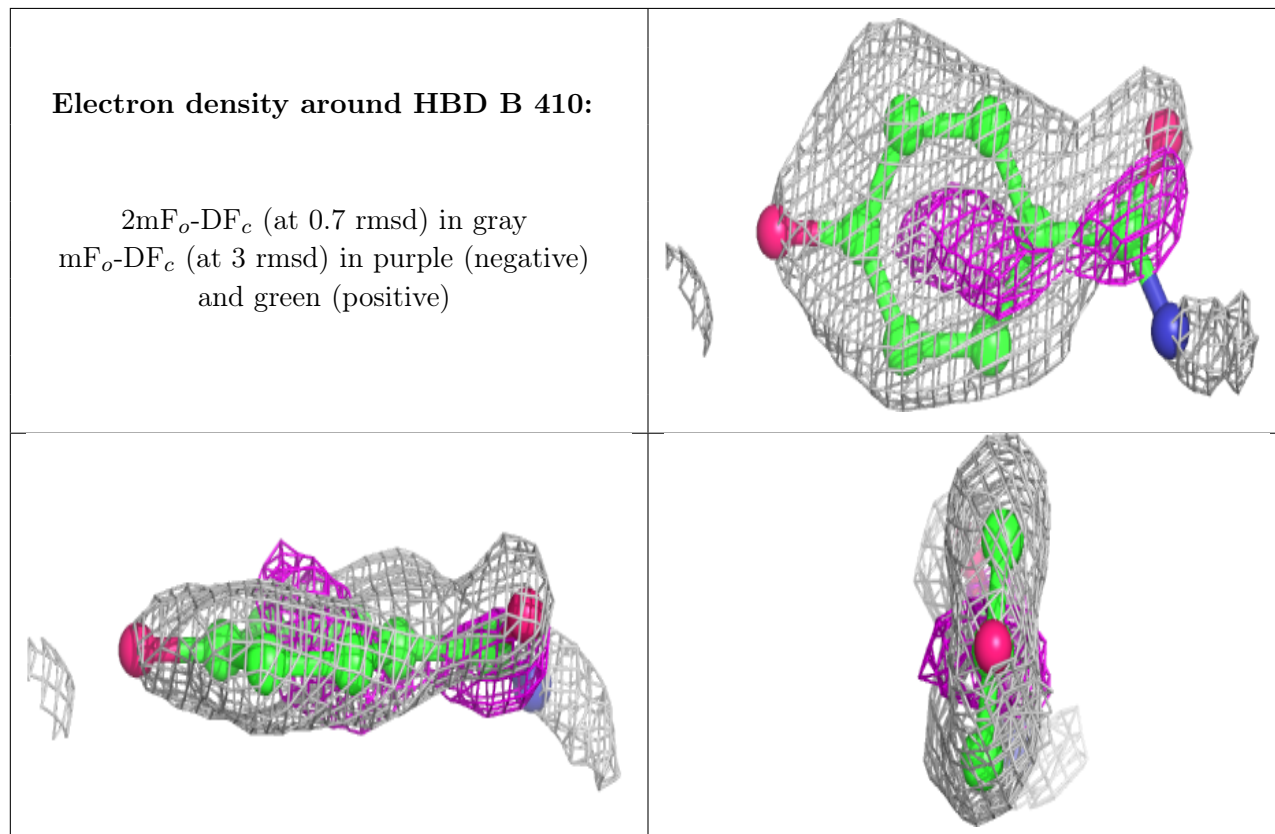 Electron density around HBD B 410:
2mFo-DFc (at 0.7 rmsd) in gray
mFo-DFc (at 3 rmsd) in purple (negative)
and green (positive)